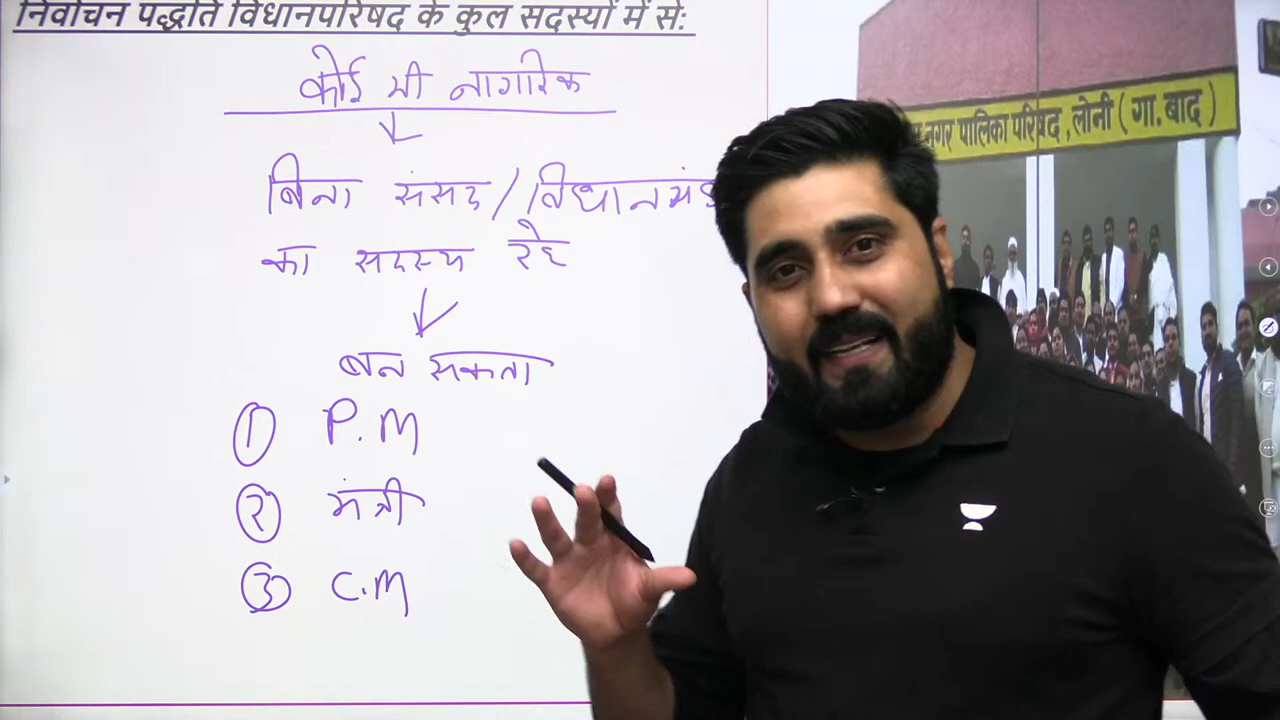 निर्वाचन पद्धति विधानपरिषद के कुल सदस्यों में से:
कोई भी नागरिक
बिना संसद/विधानमंड
का सदस्य रहे
बन सकता
① P.M
② मंत्री
③ C.M
नगर पालिका परिषद, लोनी (गा.बाद)